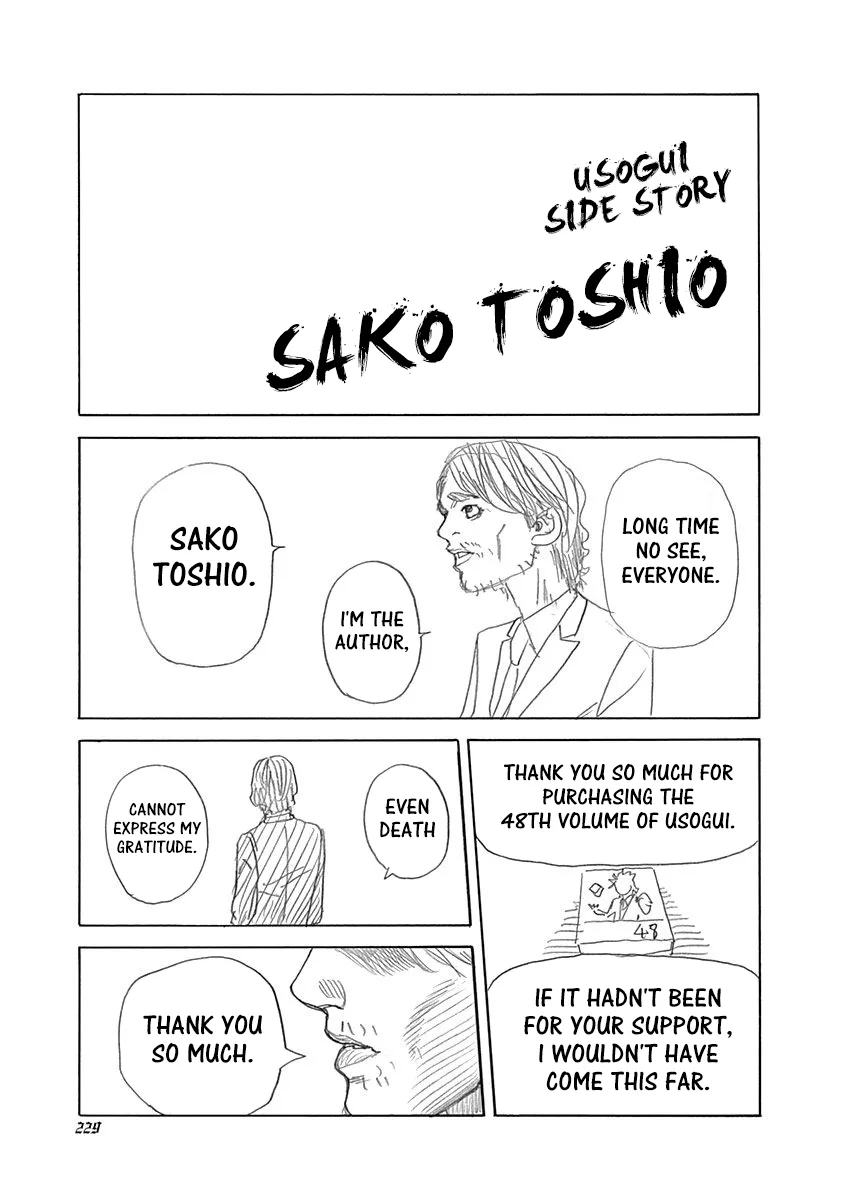 USOGUI
SIDE STORY
SAKO TOSHIO
LONG TIME
NO SEE,
EVERYONE.
I'M THE
AUTHOR,
SAKO
TOSHIO.
THANK YOU SO MUCH FOR
PURCHASING THE
48TH VOLUME OF USOGUI.
48
IF IT HADN'T BEEN
FOR YOUR SUPPORT,
I WOULDN'T HAVE
COME THIS FAR.
EVEN
DEATH
CANNOT
EXPRESS MY
GRATITUDE.
THANK YOU
SO MUCH.
229